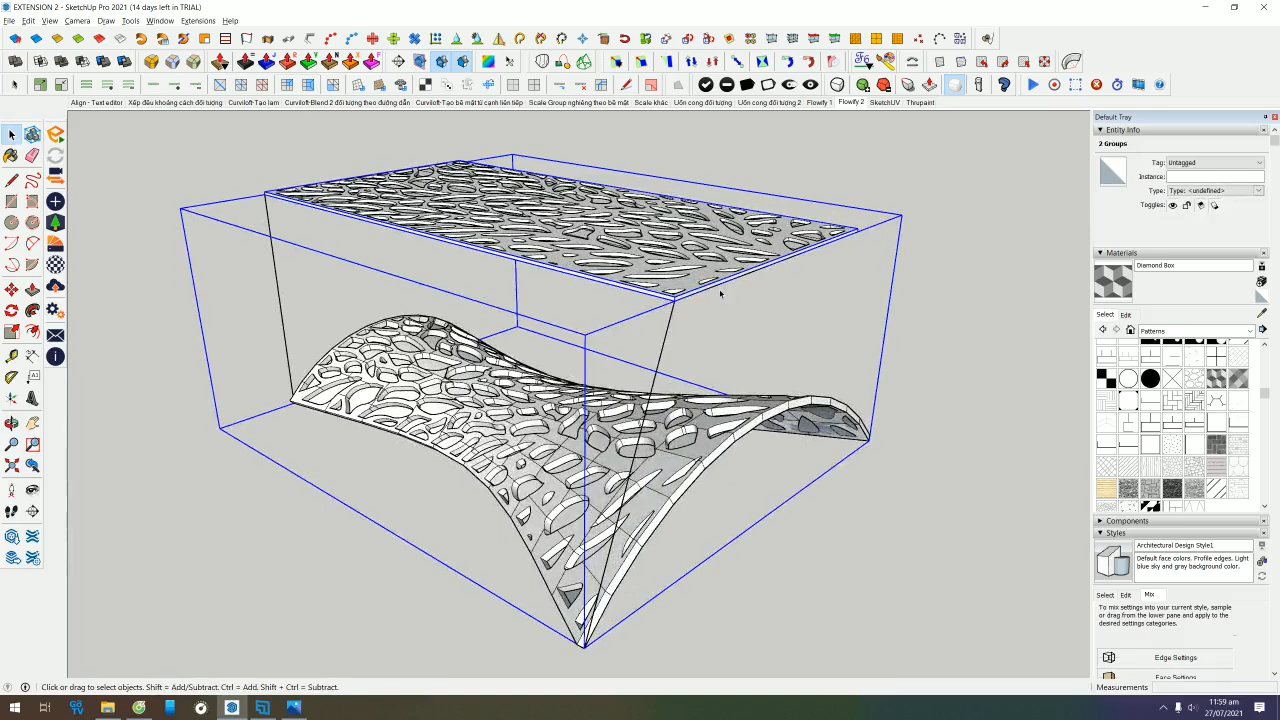 EXTENSION 2 - SketchUp Pro 2021 (14 days left in TRIAL)
File Edit View Camera Draw Tools Window Extensions Help
Align - Text editor Xếp đều khoảng cách đối tượng Curviloft-Tạo lam Curviloft-Blend 2 đối tượng theo đường dẫn Curviloft-Tạo bề mặt từ cạnh liên tiếp Scale Group nghiêng theo bề mặt Scale khác Uốn cong đối tượng Uốn cong đối tượng 2 Flowify 1 Flowify 2 SketchUV Thrupaint
Default Tray
Entity Info
2 Groups
Tag: Untagged
Instance:
Type: Type: <undefined>
Toggles:
Materials
Diamond Box
Select Edit
Patterns
Components
Styles
Architectural Design Style1
Default face colors. Profile edges. Light
blue sky and gray background color.
Select Edit Mix
To mix settings into your current style, sample
or drag from the lower pane and apply to the
desired settings categories.
Edge Settings
Face Settings
Click or drag to select objects. Shift = Add/Subtract. Ctrl = Add. Shift + Ctrl = Subtract.
Measurements
11:59 am
27/07/2021